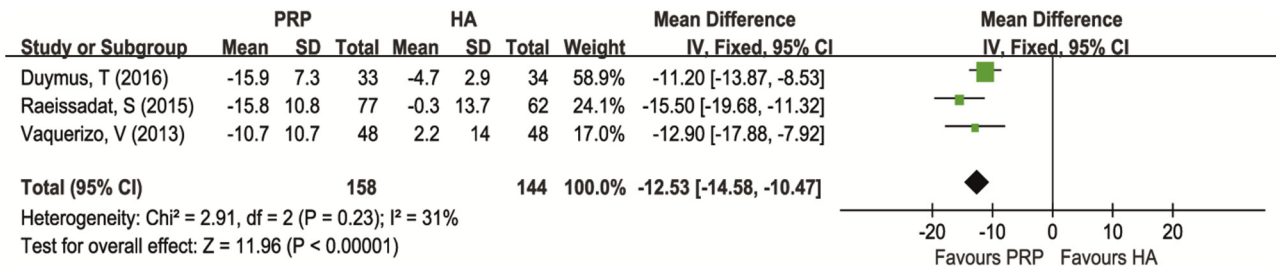 PRP HA Mean Difference Mean Difference
Study or Subgroup Mean SD Total Mean SD Total Weight IV, Fixed, 95% CI IV, Fixed, 95% CI
Duymus, T (2016) -15.9 7.3 33 -4.7 2.9 34 58.9% -11.20 [-13.87, -8.53]
Raeissadat, S (2015) -15.8 10.8 77 -0.3 13.7 62 24.1% -15.50 [-19.68, -11.32]
Vaquerizo, V (2013) -10.7 10.7 48 2.2 14 48 17.0% -12.90 [-17.88, -7.92]
Total (95% CI) 158 144 100.0% -12.53 [-14.58, -10.47]
Heterogeneity: Chi² = 2.91, df = 2 (P = 0.23); I² = 31%
Test for overall effect: Z = 11.96 (P < 0.00001)
-20 -10 0 10 20
Favours PRP Favours HA